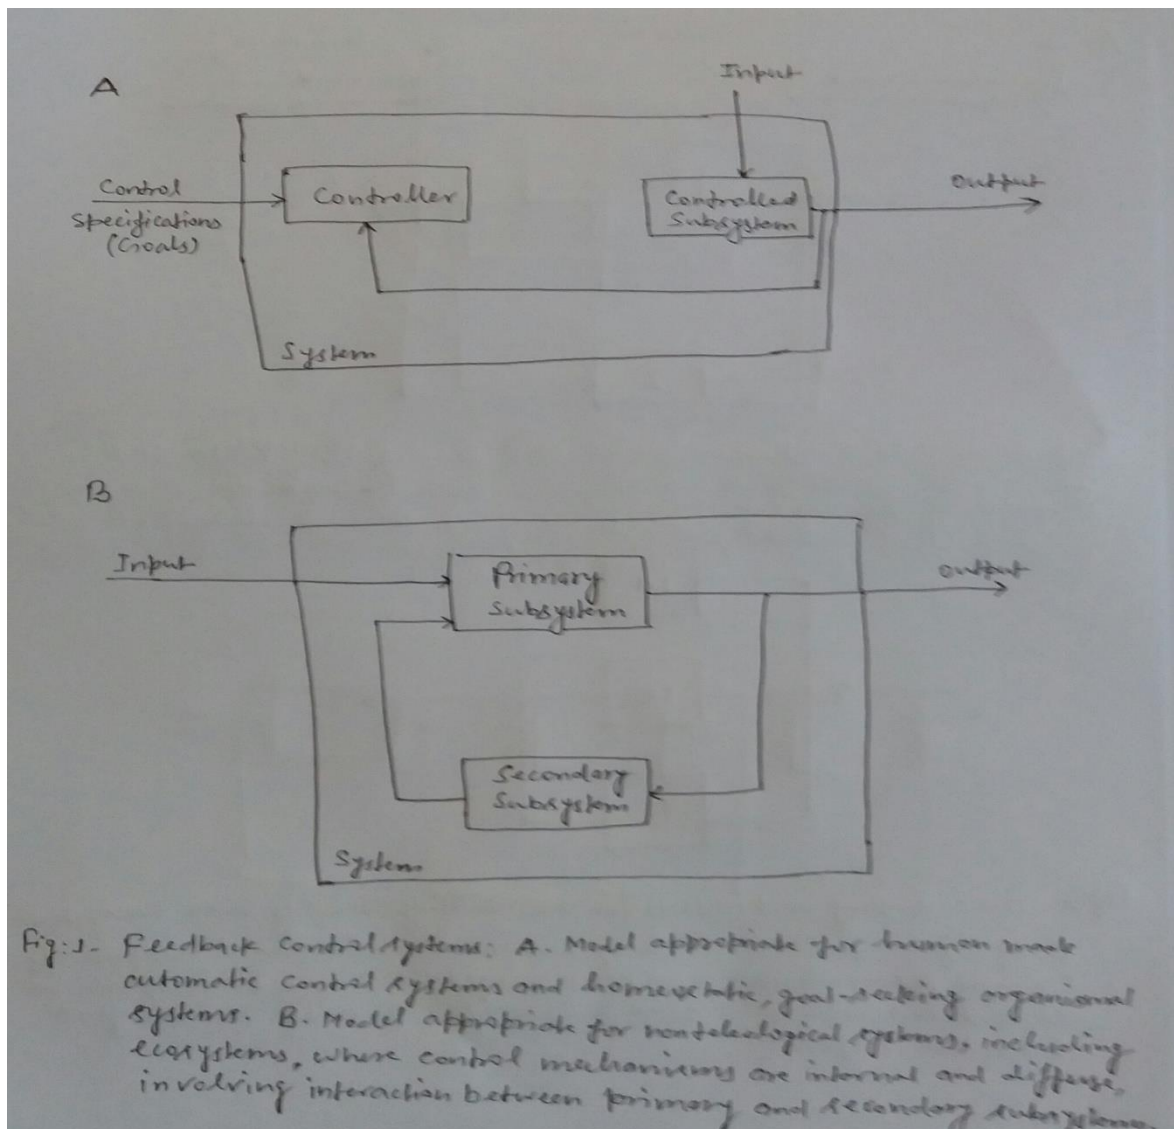 A
Input
Control
Specifications
(Goals)
Controller
Controlled
Subsystem
Output
System
B
Input
Primary
Subsystem
Output
Secondary
Subsystem
System
Fig:1- Feedback control systems: A. Model appropriate for human made
automatic control systems and homeostatic, goal-seeking organismal
systems. B. Model appropriate for nonteleological systems, including
ecosystems, where control mechanisms are internal and diffuse,
involving interaction between primary and secondary subsystems.